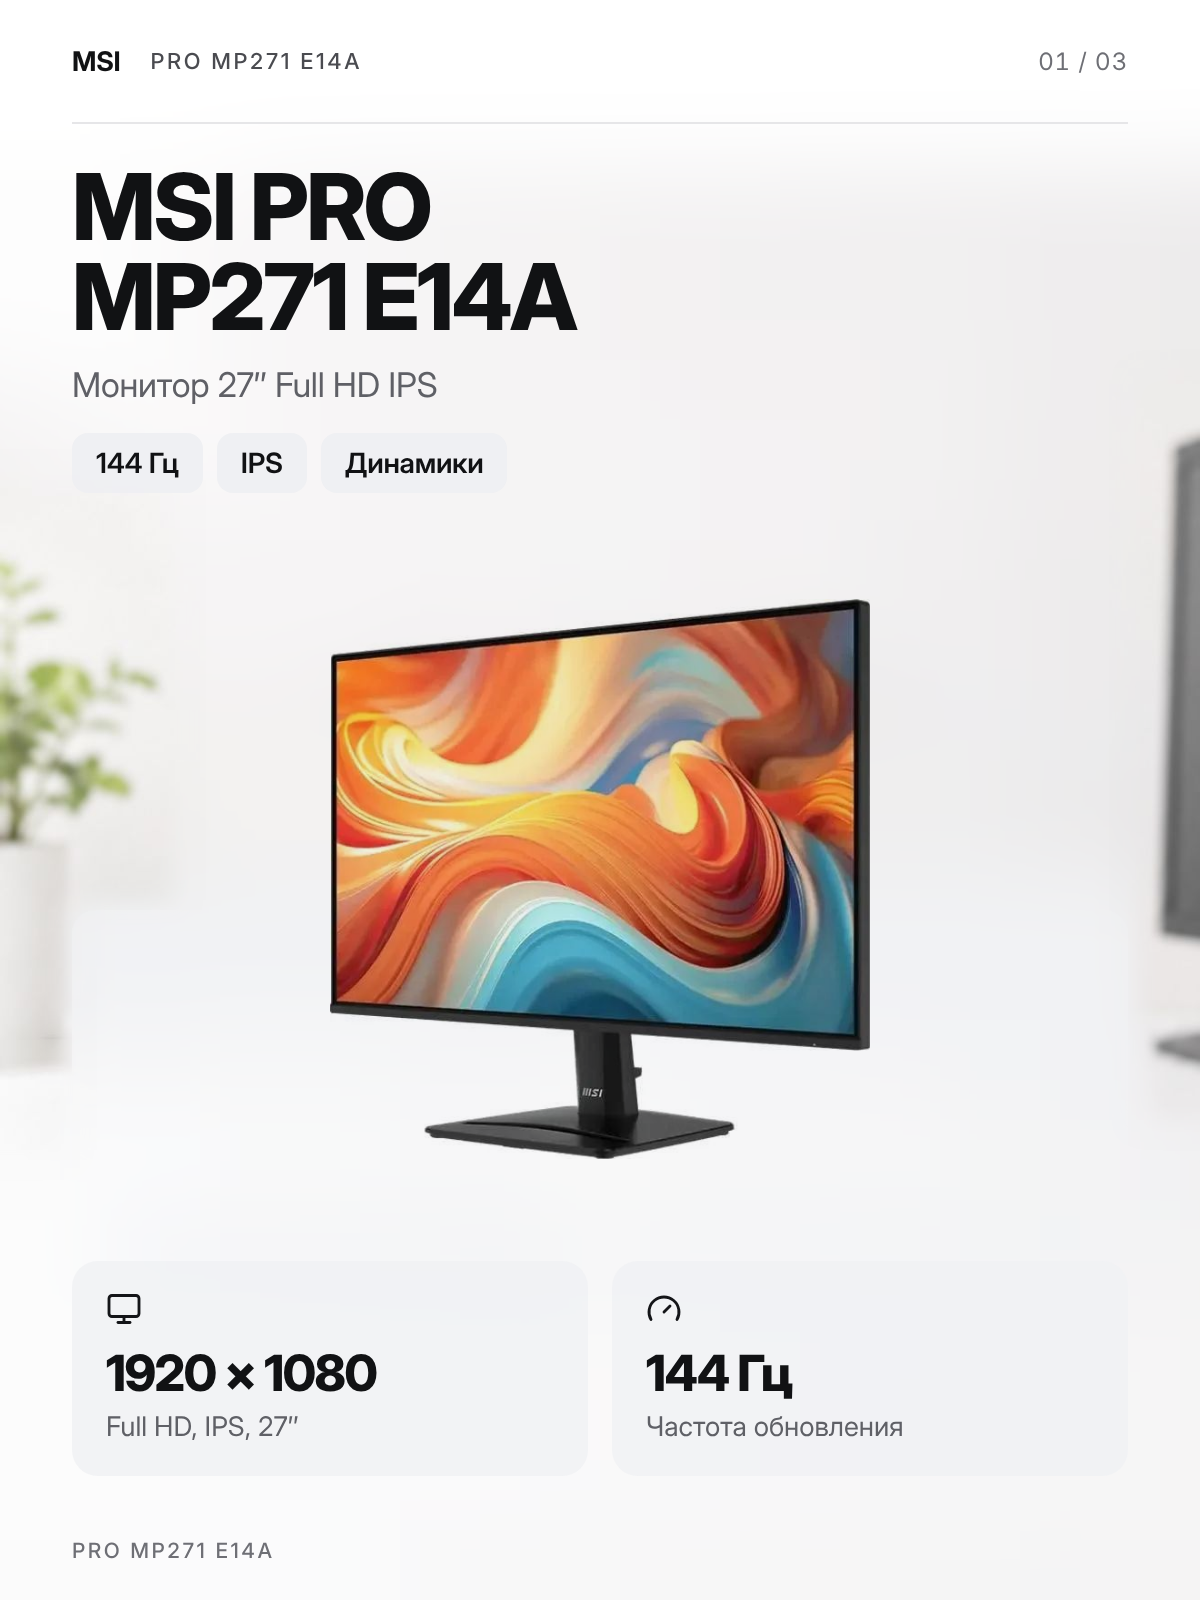 MSI PRO MP271 E14A 01 / 03
MSI PRO
MP271 E14A
Монитор 27″ Full HD IPS
144 Гц IPS Динамики
MSI
1920 × 1080
Full HD, IPS, 27″
144 Гц
Частота обновления
PRO MP271 E14A